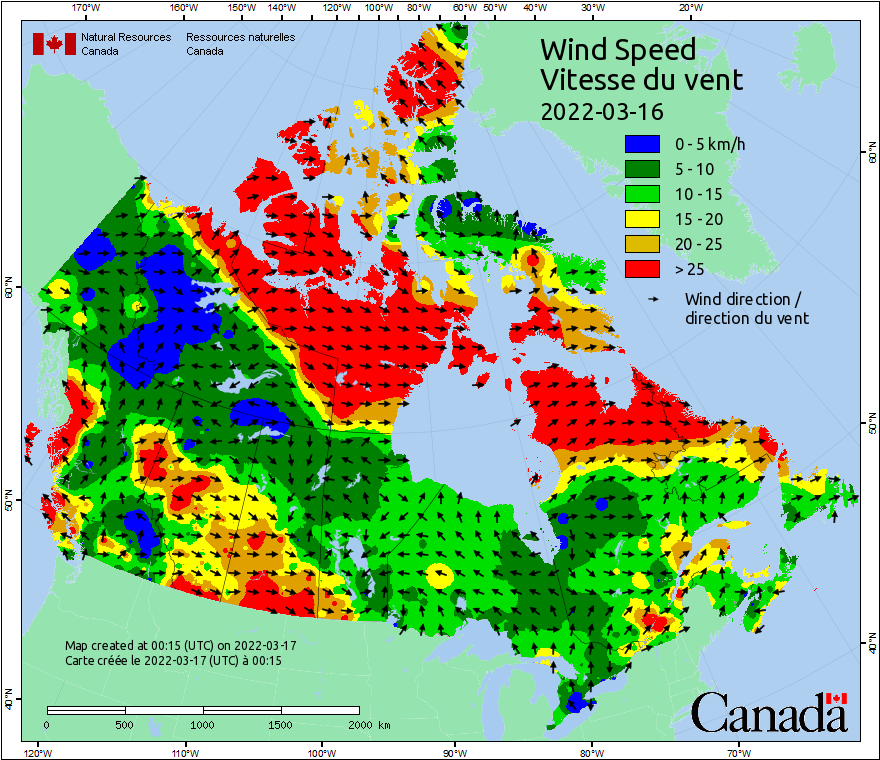 170°W 160°W 150°W 140°W 130°W 120°W 110°W 100°W 80°W 60°W 50°W 40°W 30°W 20°W
Natural Resources Ressources naturelles
Canada Canada
Wind Speed
Vitesse du vent
2022-03-16
0 - 5 km/h
5 - 10
10 - 15
15 - 20
20 - 25
> 25
Wind direction /
direction du vent
60°N
60°N
50°N
50°N
40°N
40°N
Map created at 00:15 (UTC) on 2022-03-17
Carte créée le 2022-03-17 (UTC) à 00:15
0 500 1000 1500 2000 km
Canada
120°W 110°W 100°W 90°W 80°W 70°W